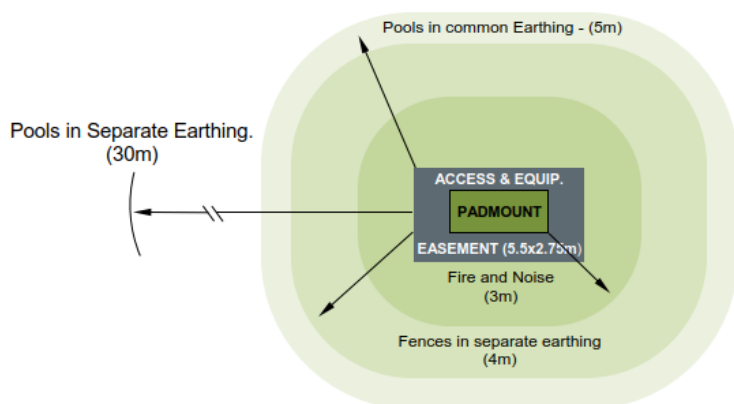 Pools in common Earthing - (5m)
Pools in Separate Earthing.
(30m)
ACCESS & EQUIP.
PADMOUNT
EASEMENT (5.5x2.75m)
Fire and Noise
(3m)
Fences in separate earthing
(4m)